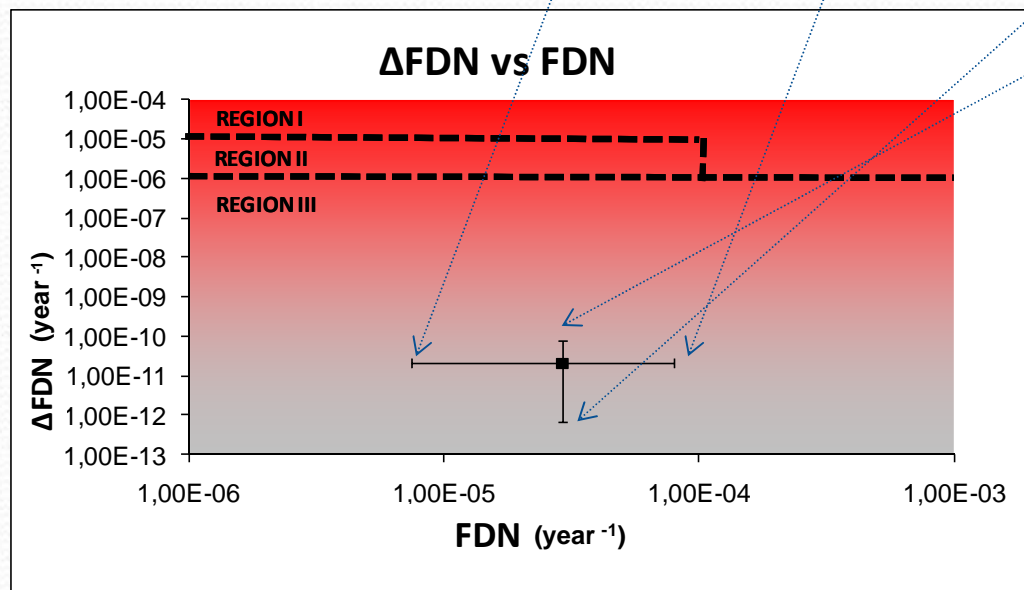 ΔFDN vs FDN
1,00E-04
1,00E-05
1,00E-06
1,00E-07
1,00E-08
1,00E-09
1,00E-10
1,00E-11
1,00E-12
1,00E-13
REGION I
REGION II
REGION III
ΔFDN (year -1)
1,00E-06 1,00E-05 1,00E-04 1,00E-03
FDN (year -1)